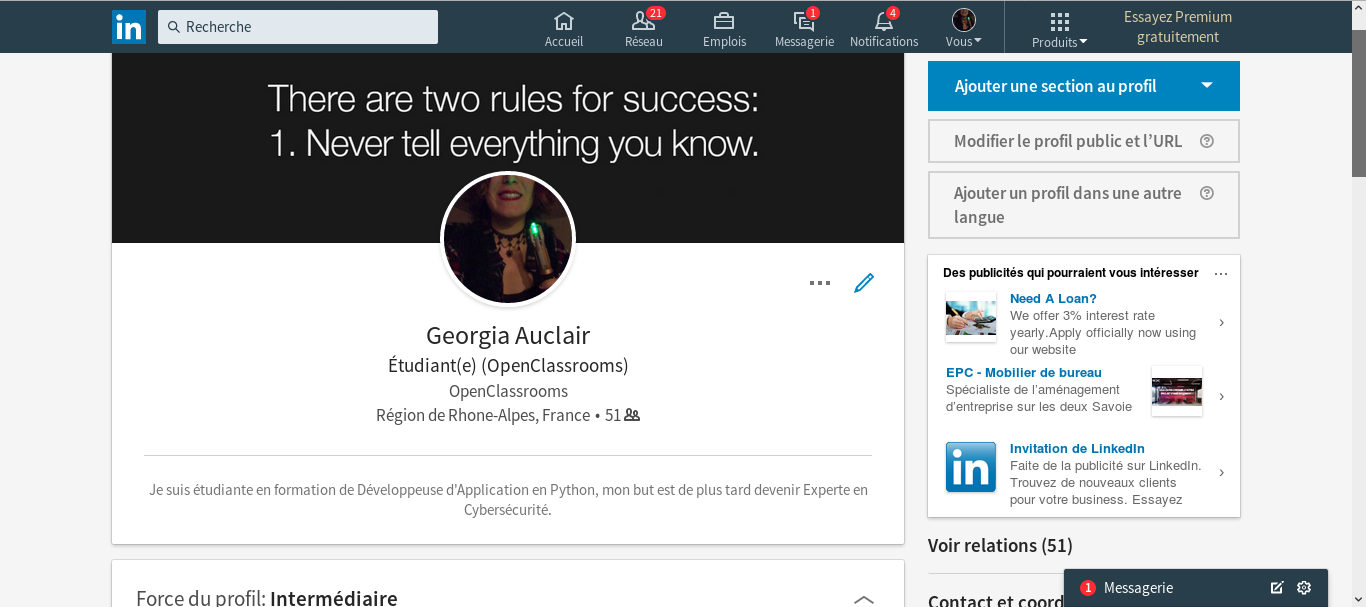 in
Recherche
Accueil
21
Réseau
Emplois
1
Messagerie
4
Notifications
Vous
Produits
Essayez Premium
gratuitement
There are two rules for success:
1. Never tell everything you know.
Georgia Auclair
Étudiant(e) (OpenClassrooms)
OpenClassrooms
Région de Rhone-Alpes, France • 51
Je suis étudiante en formation de Développeuse d'Application en Python, mon but est de plus tard devenir Experte en
Cybersécurité.
Force du profil: Intermédiaire
Ajouter une section au profil
Modifier le profil public et l’URL
Ajouter un profil dans une autre
langue
Des publicités qui pourraient vous intéresser
Need A Loan?
We offer 3% interest rate
yearly.Apply officially now using
our website
EPC - Mobilier de bureau
Spécialiste de l’aménagement
d’entreprise sur les deux Savoie
in
Invitation de LinkedIn
Faite de la publicité sur LinkedIn.
Trouvez de nouveaux clients
pour votre business. Essayez
Voir relations (51)
Contact et coord
1 Messagerie